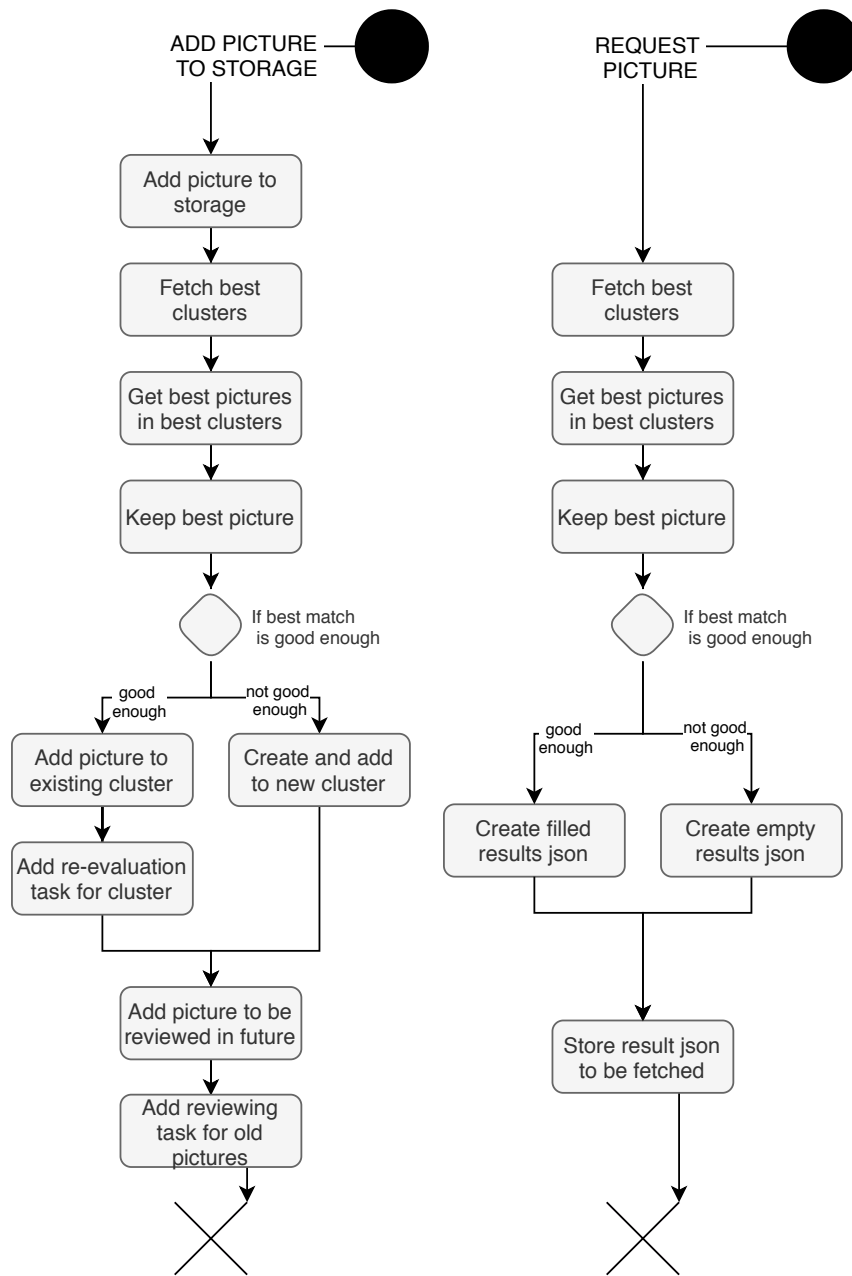 ADD PICTURE
TO STORAGE
Add picture to
storage
Fetch best
clusters
Get best pictures
in best clusters
Keep best picture
If best match
is good enough
good
enough
not good
enough
Add picture to
existing cluster
Create and add
to new cluster
Add re-evaluation
task for cluster
Add picture to be
reviewed in future
Add reviewing
task for old
pictures
REQUEST
PICTURE
Fetch best
clusters
Get best pictures
in best clusters
Keep best picture
If best match
is good enough
good
enough
not good
enough
Create filled
results json
Create empty
results json
Store result json
to be fetched